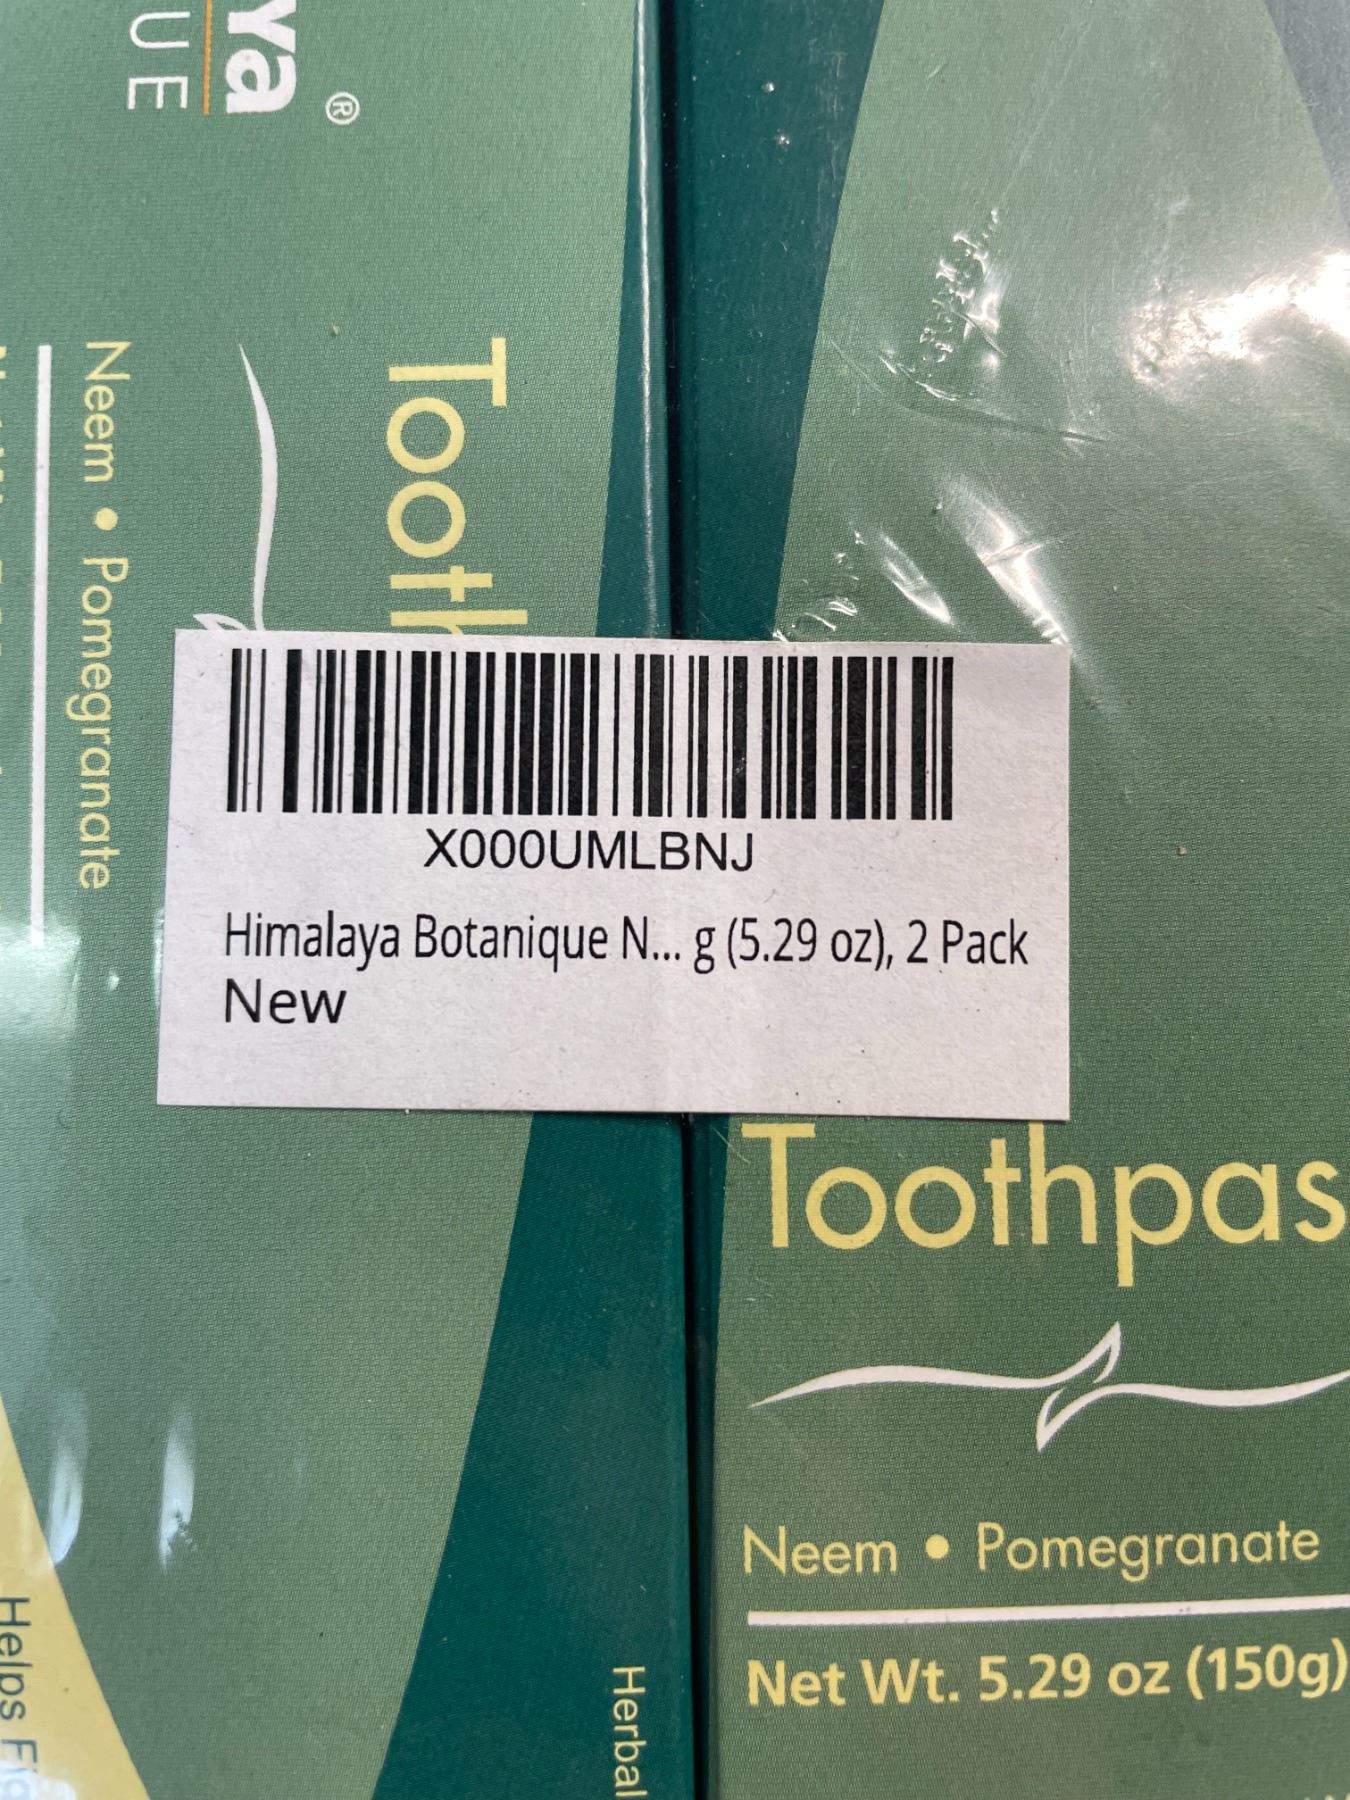 ya®
UE
Tooth
Neem • Pomegranate
X000UMLBNJ
Himalaya Botanique N... g (5.29 oz), 2 Pack
New
Toothpas
Neem • Pomegranate
Net Wt. 5.29 oz (150g)
Herbal
Helps